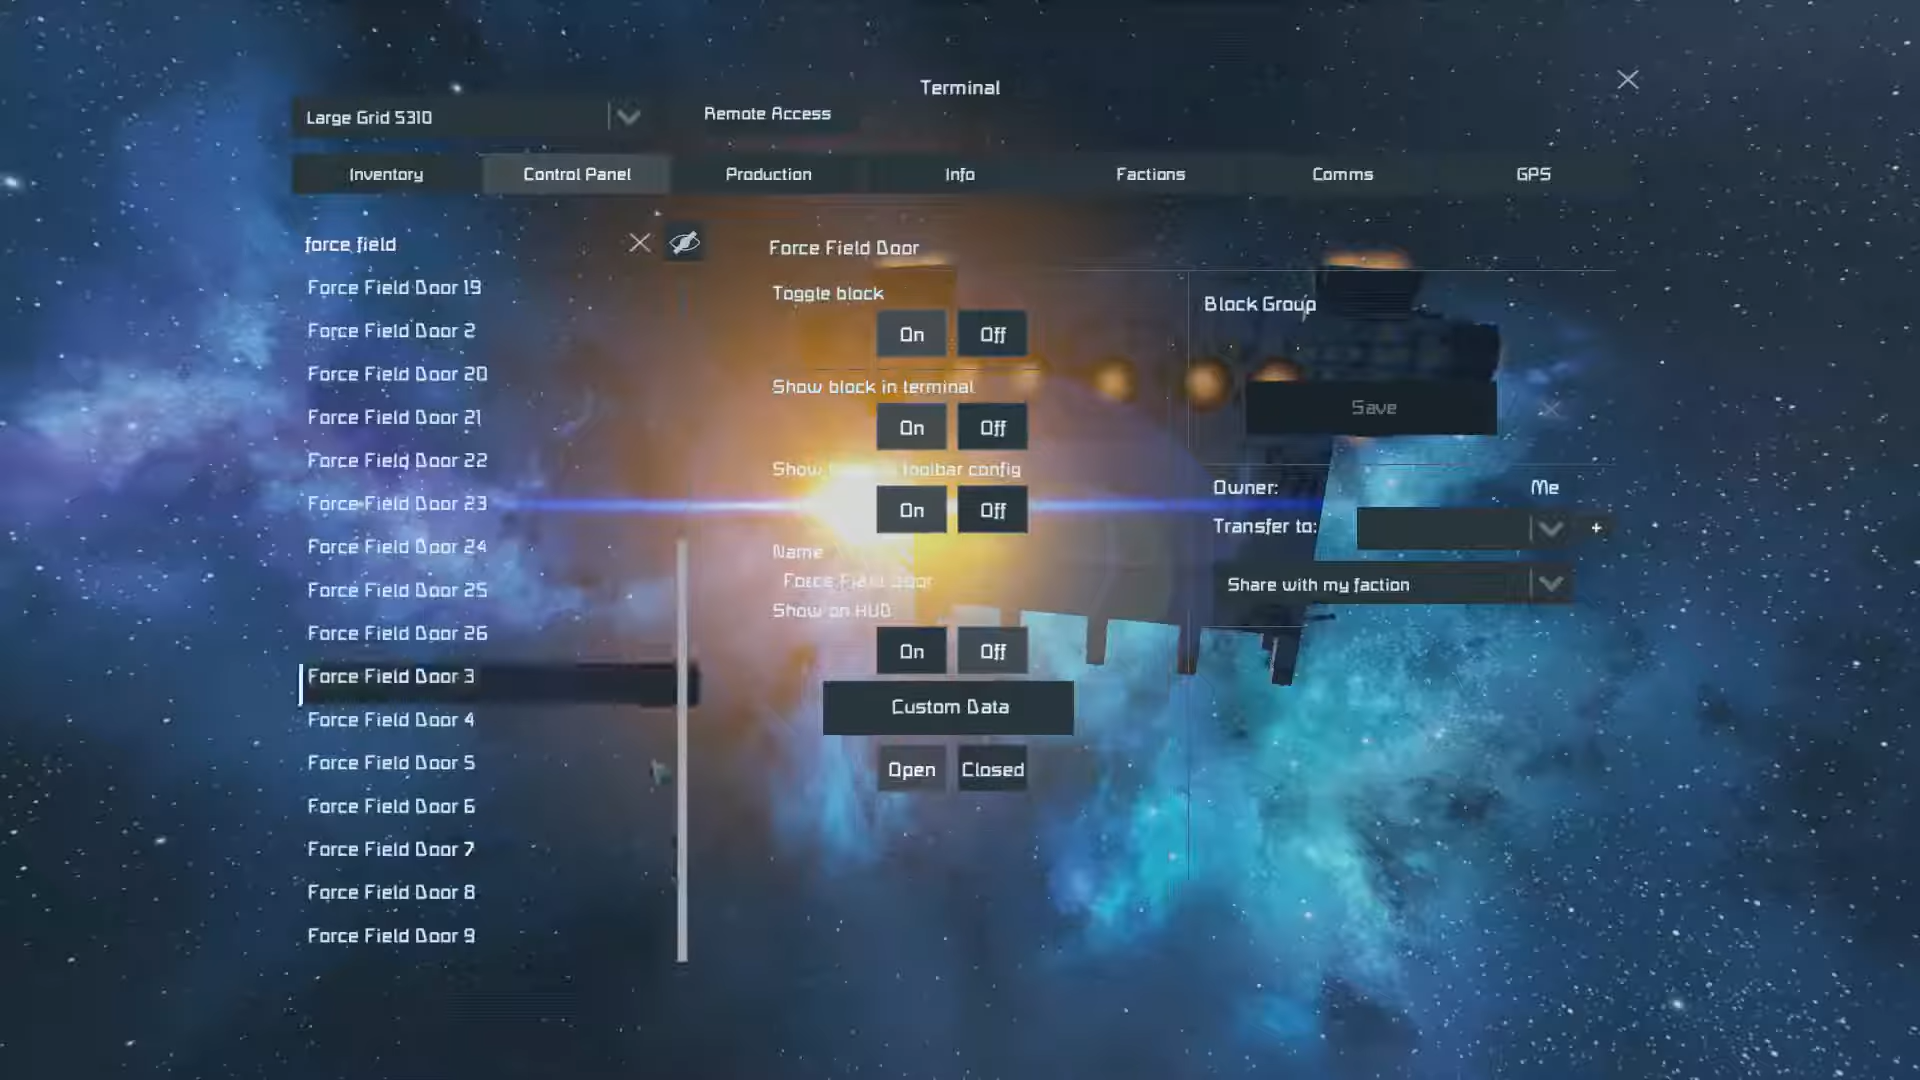 Terminal
Large Grid 5310
Remote Access
Inventory
Control Panel
Production
Info
Factions
Comms
GPS
force field
Force Field Door 19
Force Field Door 2
Force Field Door 20
Force Field Door 21
Force Field Door 22
Force Field Door 23
Force Field Door 24
Force Field Door 25
Force Field Door 26
Force Field Door 3
Force Field Door 4
Force Field Door 5
Force Field Door 6
Force Field Door 7
Force Field Door 8
Force Field Door 9
Force Field Door
Toggle block
On Off
Show block in terminal
On Off
Show toolbar config
On Off
Name
Force Field Door
Show on HUD
On Off
Custom Data
Open Closed
Block Group
Save
Owner: Me
Transfer to:
Share with my faction